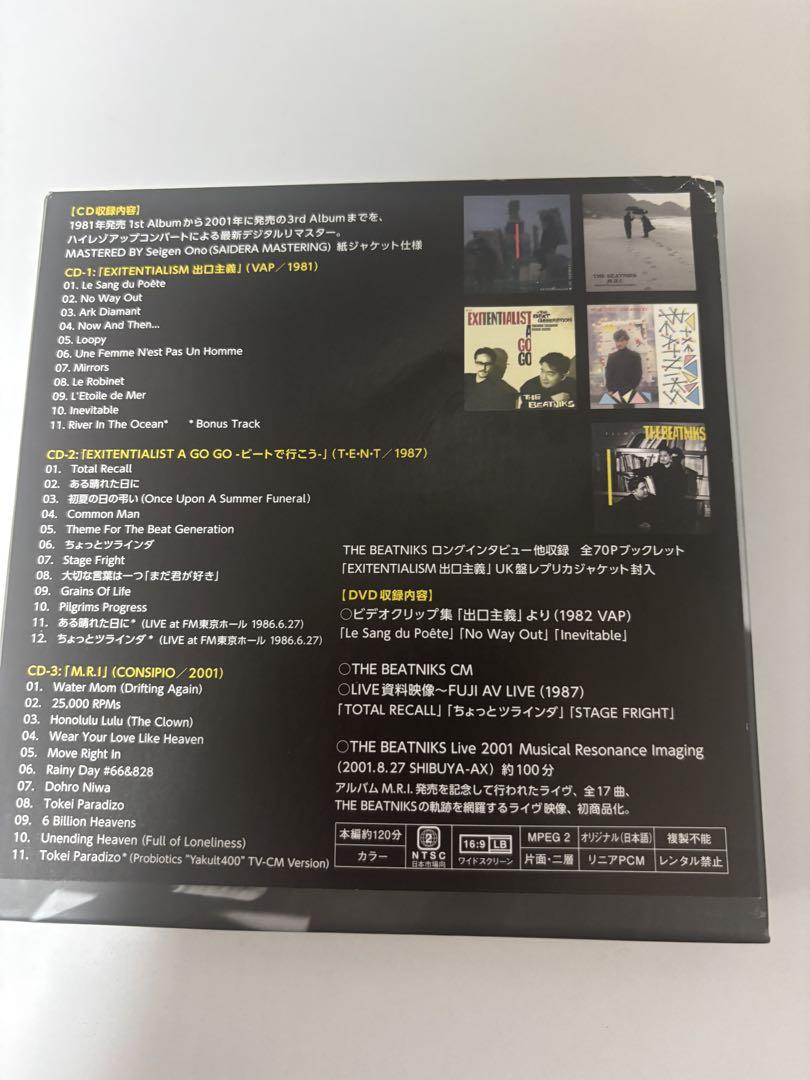 【CD収録内容】
1981年発売 1st Albumから2001年に発売の3rd Albumまでを、
ハイレゾアップコンバートによる最新デジタルリマスター。
MASTERED BY Seigen Ono (SAIDERA MASTERING) 紙ジャケット仕様
CD-1:「EXITENTIALISM 出口主義」(VAP/1981)
01. Le Sang du Poête
02. No Way Out
03. Ark Diamant
04. Now And Then...
05. Loopy
06. Une Femme N'est Pas Un Homme
07. Mirrors
08. Le Robinet
09. L'Etoile de Mer
10. Inevitable
11. River In The Ocean* *Bonus Track
CD-2:「EXITENTIALIST A GO GO -ビートで行こう-」(T・E・N・T/1987)
01. Total Recall
02. ある晴れた日に
03. 初夏の日の弔い (Once Upon A Summer Funeral)
04. Common Man
05. Theme For The Beat Generation
06. ちょっとツラインダ
07. Stage Fright
08. 大切な言葉は一つ「まだ君が好き」
09. Grains Of Life
10. Pilgrims Progress
11. ある晴れた日に* (LIVE at FM東京ホール 1986.6.27)
12. ちょっとツラインダ* (LIVE at FM東京ホール 1986.6.27)
CD-3:「M.R.I」(CONSIPIO/2001)
01. Water Mom (Drifting Again)
02. 25,000 RPMs
03. Honolulu Lulu (The Clown)
04. Wear Your Love Like Heaven
05. Move Right In
06. Rainy Day #66&828
07. Dohro Niwa
08. Tokei Paradizo
09. 6 Billion Heavens
10. Unending Heaven (Full of Loneliness)
11. Tokei Paradizo* (Probiotics "Yakult400" TV-CM Version)
THE BEATNIKS
M.R.I.
EXITENTIALIST
A
GO
GO
THE BEAT GENERATION
THE BEATNIKS
THE
BEATNIKS
THE BEATNIKS
THE BEATNIKS ロングインタビュー他収録 全70Pブックレット
「EXITENTIALISM 出口主義」UK盤レプリカジャケット封入
【DVD収録内容】
○ビデオクリップ集「出口主義」より (1982 VAP)
「Le Sang du Poête」「No Way Out」「Inevitable」
○THE BEATNIKS CM
○LIVE資料映像～FUJI AV LIVE (1987)
「TOTAL RECALL」「ちょっとツラインダ」「STAGE FRIGHT」
○THE BEATNIKS Live 2001 Musical Resonance Imaging
(2001.8.27 SHIBUYA-AX) 約100分
アルバム M.R.I. 発売を記念して行われたライヴ、全17曲、
THE BEATNIKSの軌跡を網羅するライヴ映像、初商品化。
本編約120分
カラー
2
NTSC
日本市場向
16:9 LB
ワイドスクリーン
MPEG 2
片面・二層
オリジナル(日本語)
リニアPCM
複製不能
レンタル禁止